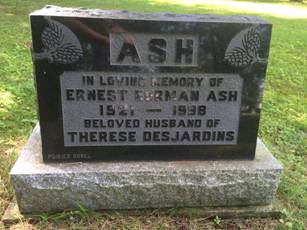 ASH
IN LOVING MEMORY OF
ERNEST FURMAN ASH
1921 — 1998
BELOVED HUSBAND OF
THERESE DESJARDINS